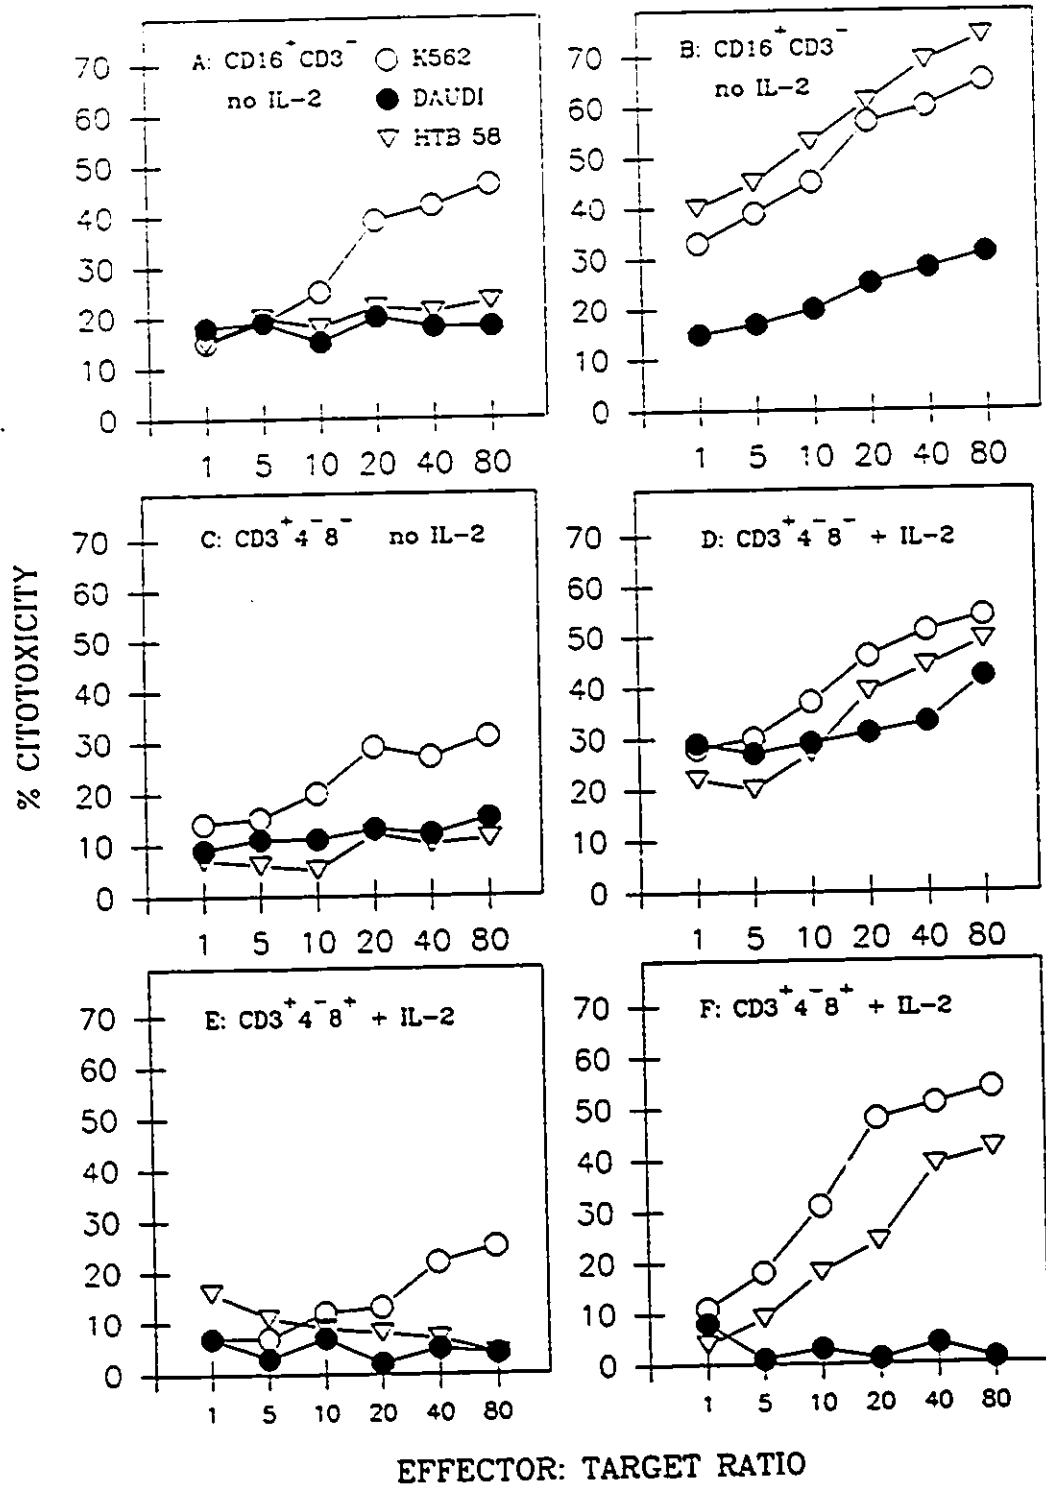 A: CD16+CD3-
no IL-2
K562
DAUDI
HTB 58
70
60
50
40
30
20
10
0
1 5 10 20 40 80
B: CD16+CD3-
no IL-2
70
60
50
40
30
20
10
0
1 5 10 20 40 80
C: CD3+4-8- no IL-2
70
60
50
40
30
20
10
0
1 5 10 20 40 80
D: CD3+4-8- + IL-2
70
60
50
40
30
20
10
0
1 5 10 20 40 80
E: CD3+4-8+ + IL-2
70
60
50
40
30
20
10
0
1 5 10 20 40 80
F: CD3+4-8+ + IL-2
70
60
50
40
30
20
10
0
1 5 10 20 40 80
% CITOTOXICITY
EFFECTOR: TARGET RATIO